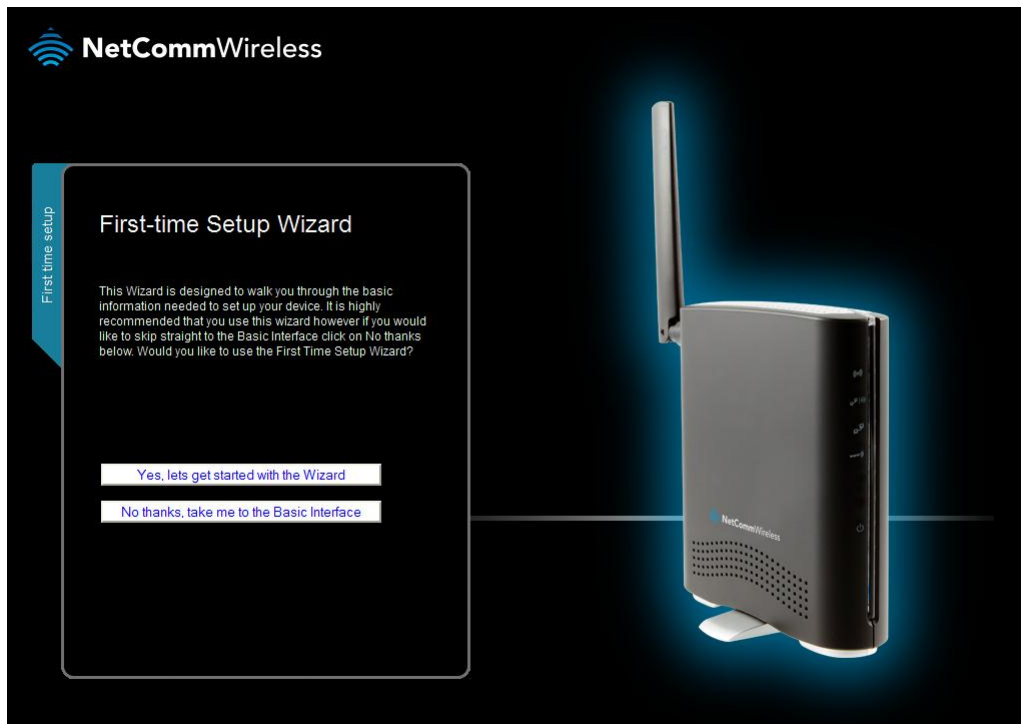 NetCommWireless
First time setup
First-time Setup Wizard
This Wizard is designed to walk you through the basic
information needed to set up your device. It is highly
recommended that you use this wizard however if you would
like to skip straight to the Basic Interface click on No thanks
below. Would you like to use the First Time Setup Wizard?
Yes, lets get started with the Wizard
No thanks, take me to the Basic Interface
NetCommWireless